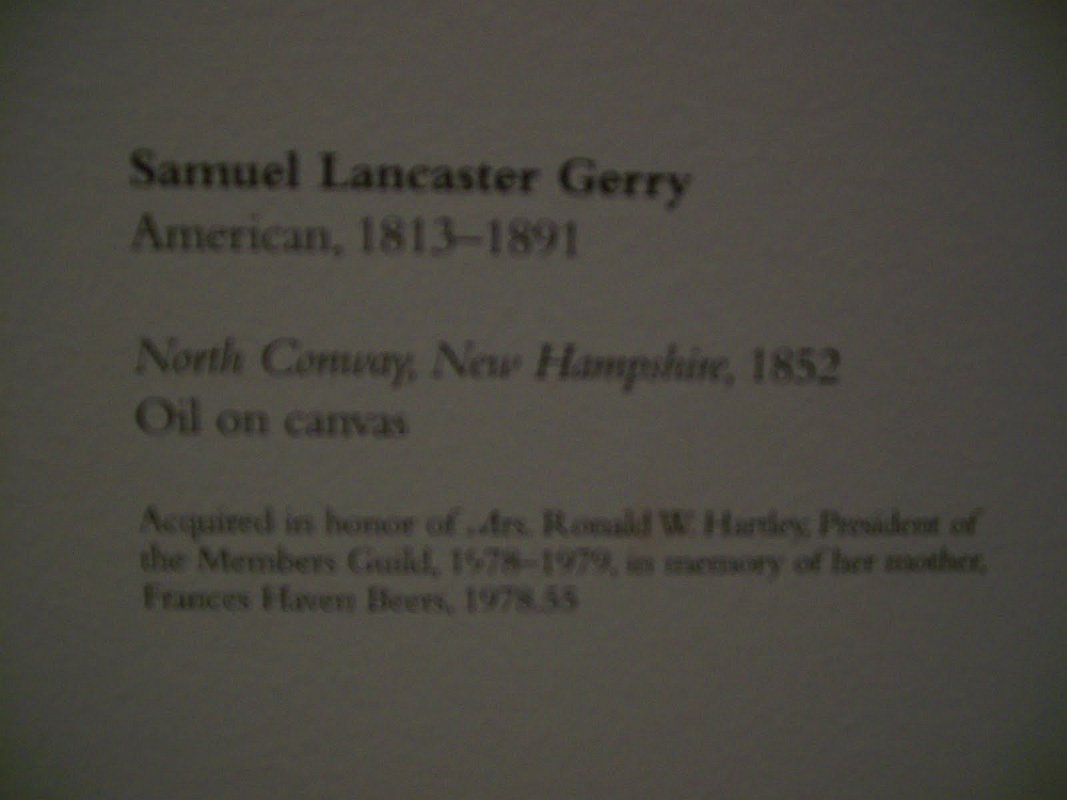 Samuel Lancaster Gerry
American, 1813–1891
North Conway, New Hampshire, 1852
Oil on canvas
Acquired in honor of Mrs. Ronald W. Hartley, President of
the Members Guild, 1978–1979, in memory of her mother,
Frances Haven Beers, 1978.55